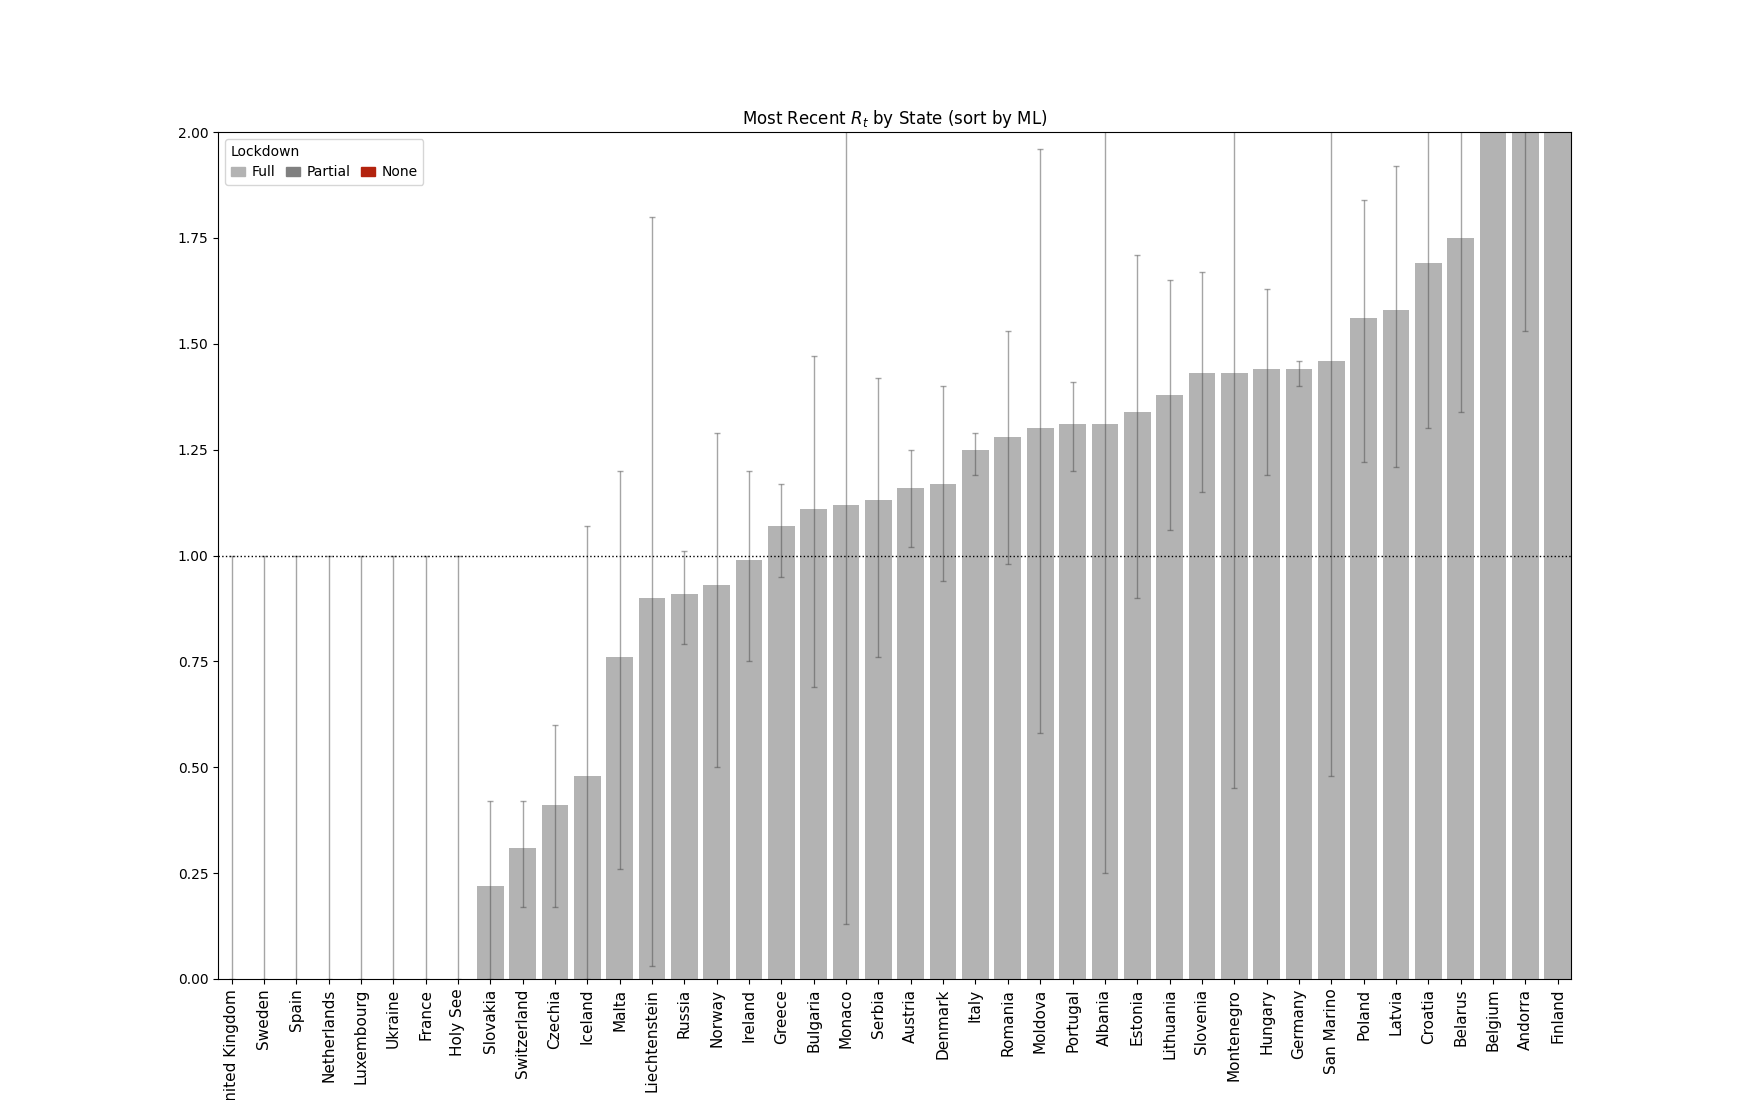 Most Recent Rt by State (sort by ML)
Lockdown
Full Partial None
2.00
1.75
1.50
1.25
1.00
0.75
0.50
0.25
0.00
nited Kingdom
Sweden
Spain
Netherlands
Luxembourg
Ukraine
France
Holy See
Slovakia
Switzerland
Czechia
Iceland
Malta
Liechtenstein
Russia
Norway
Ireland
Greece
Bulgaria
Monaco
Serbia
Austria
Denmark
Italy
Romania
Moldova
Portugal
Albania
Estonia
Lithuania
Slovenia
Montenegro
Hungary
Germany
San Marino
Poland
Latvia
Croatia
Belarus
Belgium
Andorra
Finland